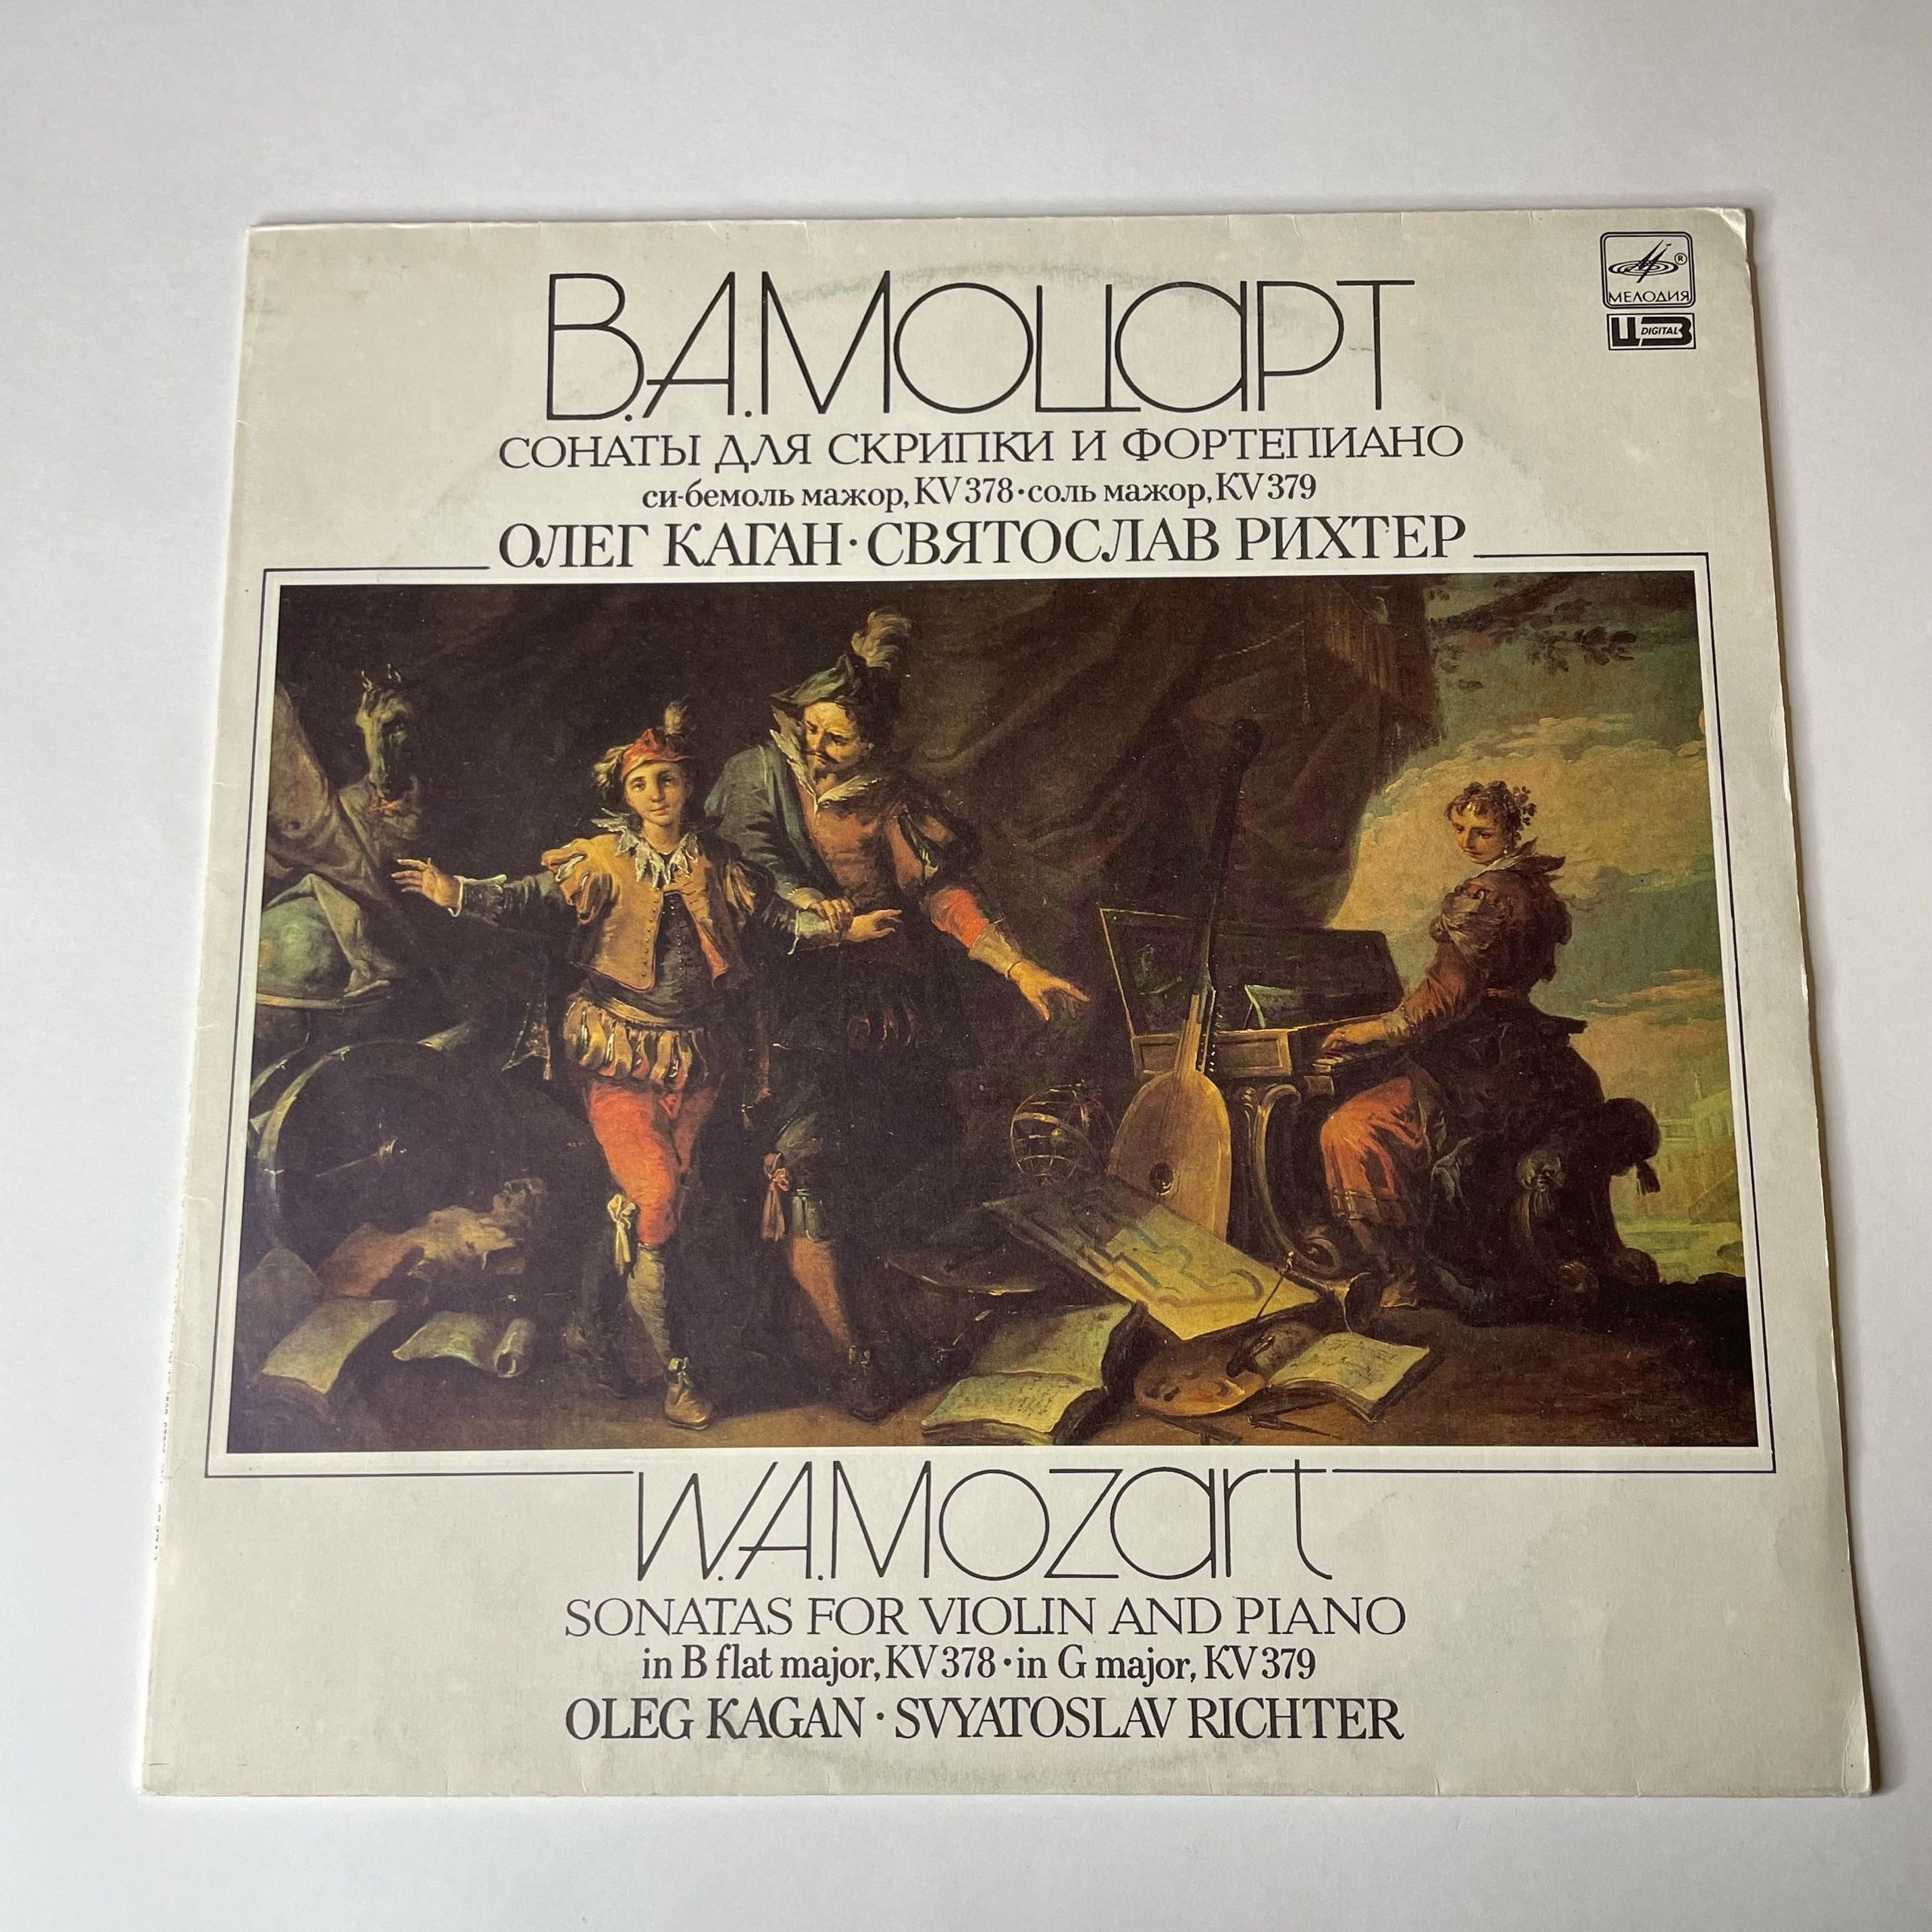 В.А.МОЦАРТ
МЕЛОДИЯ
ЦЗ DIGITAL
СОНАТЫ ДЛЯ СКРИПКИ И ФОРТЕПИАНО
си-бемоль мажор, KV 378 · соль мажор, KV 379
ОЛЕГ КАГАН · СВЯТОСЛАВ РИХТЕР
W.A.Mozart
SONATAS FOR VIOLIN AND PIANO
in B flat major, KV 378 · in G major, KV 379
OLEG KAGAN · SVYATOSLAV RICHTER